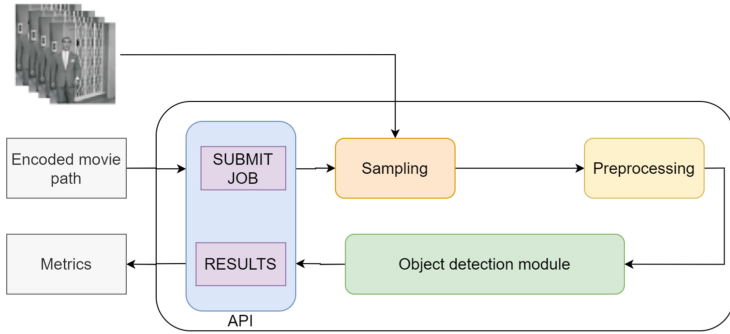 Encoded movie
path
SUBMIT
JOB
Sampling
Preprocessing
Metrics
RESULTS
Object detection module
API